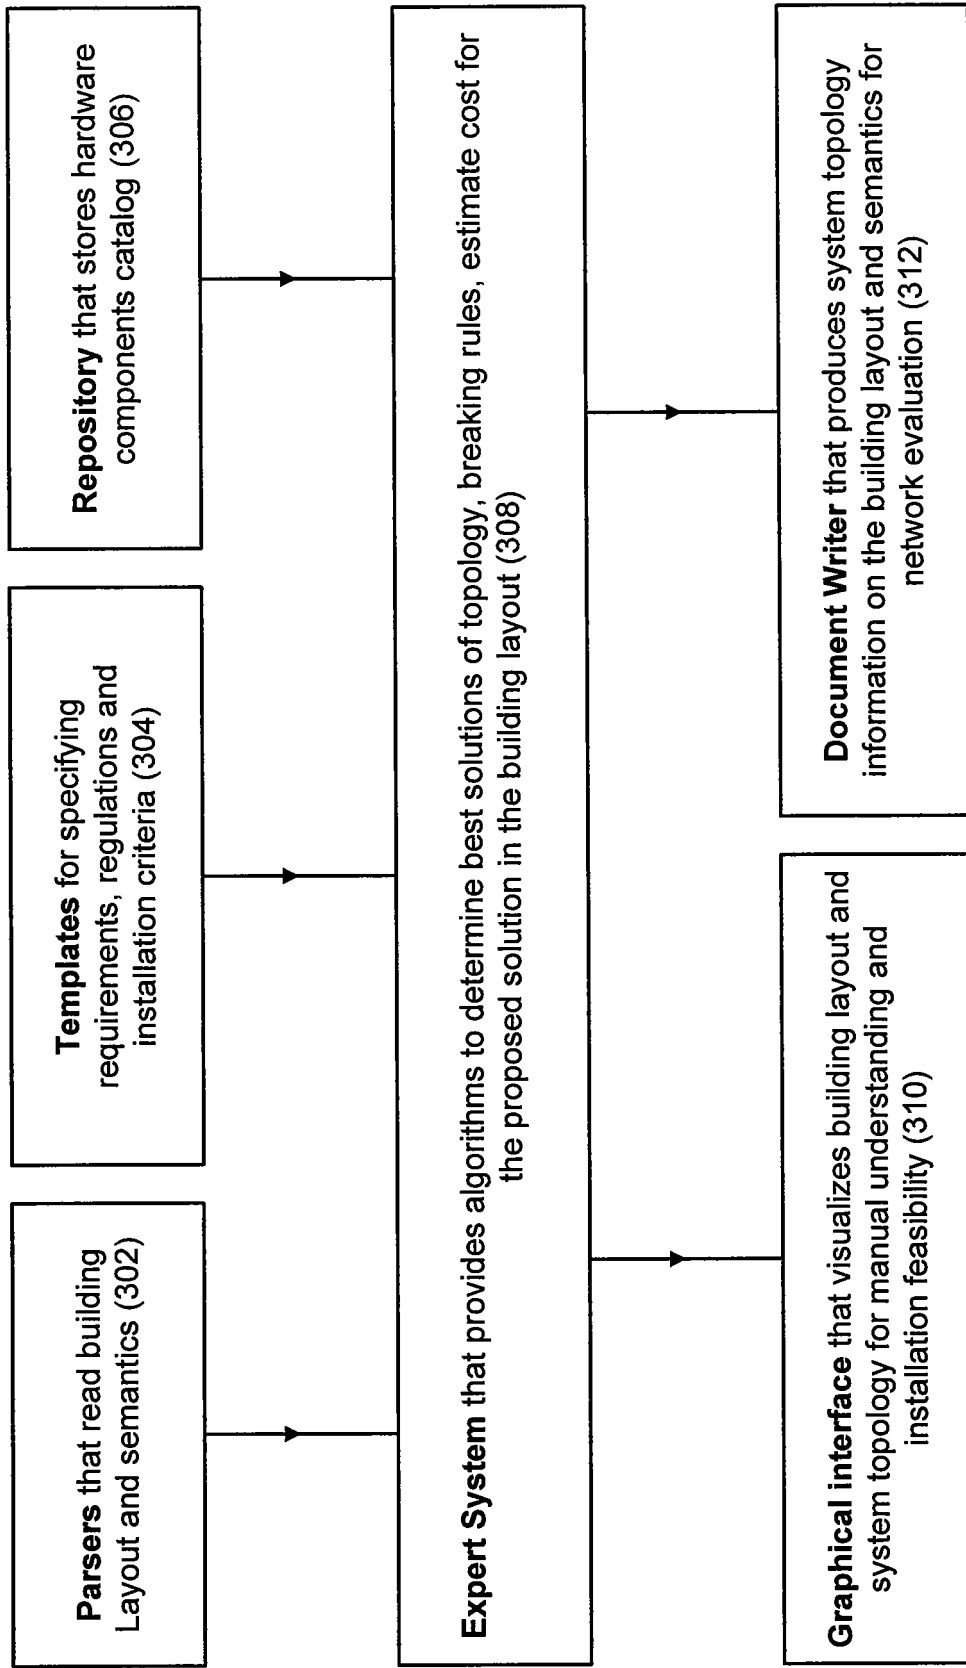 Parsers that read building
Layout and semantics (302)
Templates for specifying
requirements, regulations and
installation criteria (304)
Repository that stores hardware
components catalog (306)
Expert System that provides algorithms to determine best solutions of topology, breaking rules, estimate cost for
the proposed solution in the building layout (308)
Graphical interface that visualizes building layout and
system topology for manual understanding and
installation feasibility (310)
Document Writer that produces system topology
information on the building layout and semantics for
network evaluation (312)